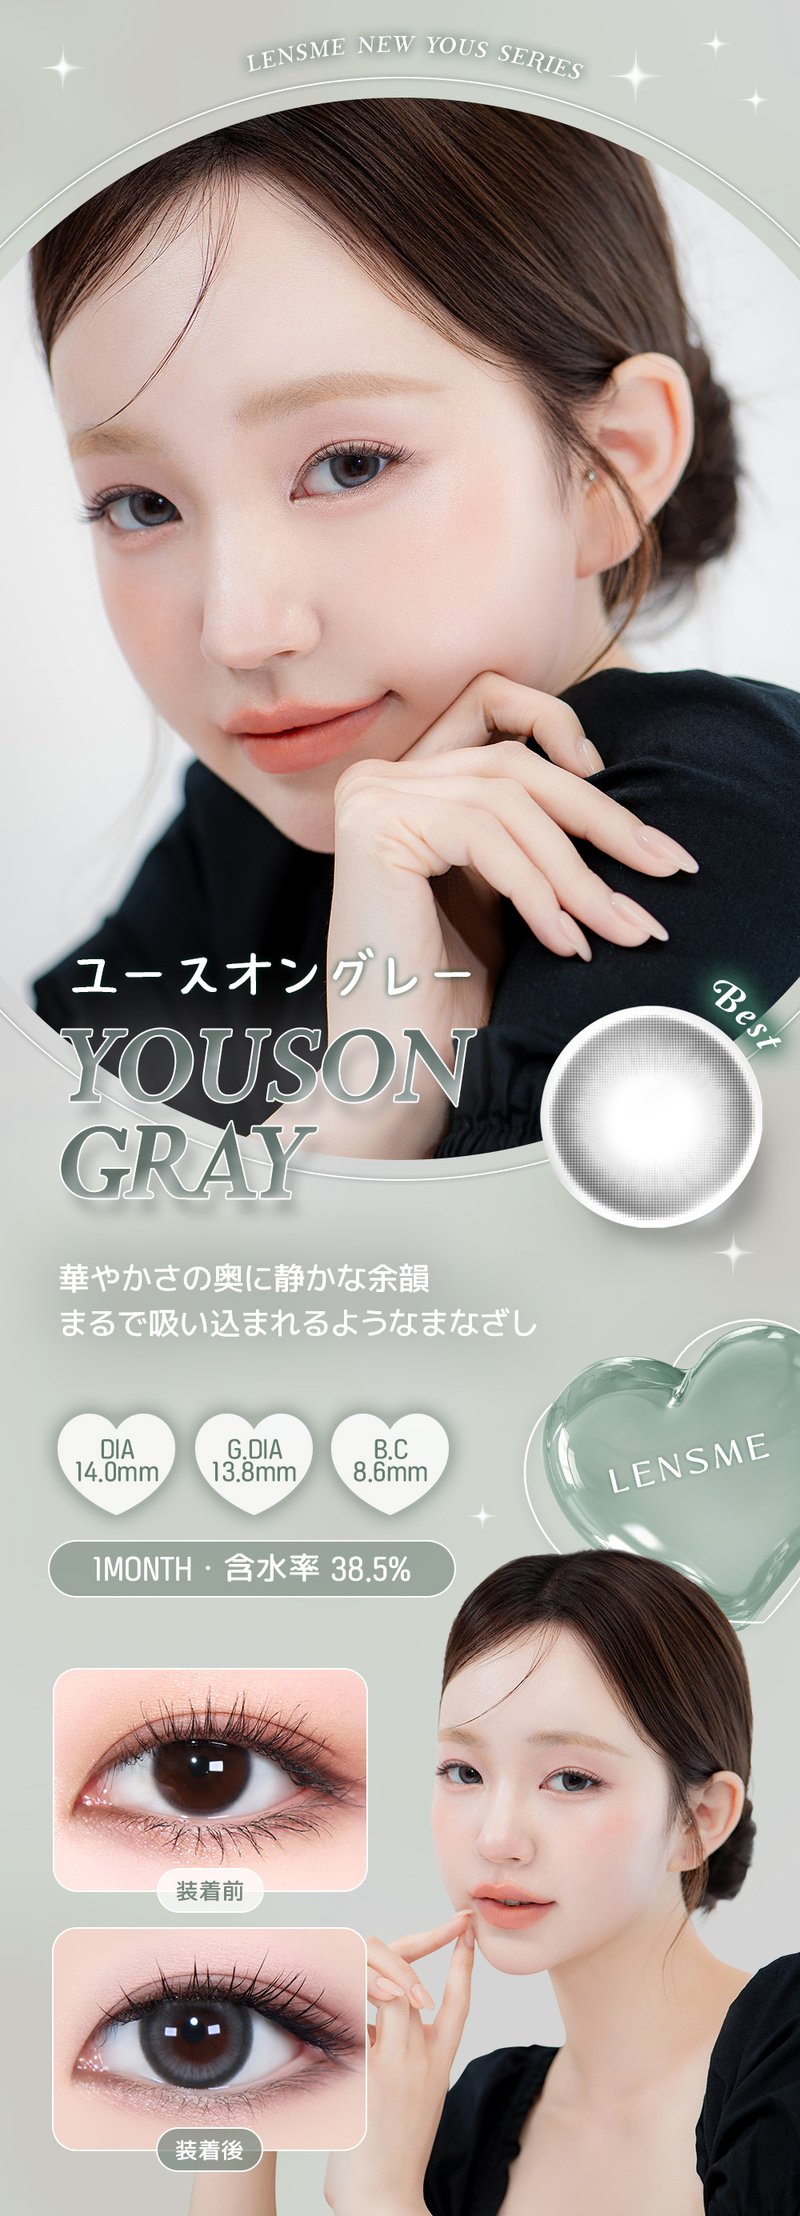 LENSME NEW YOUS SERIES
ユースオングレー
YOUSON
GRAY
Best
華やかさの奥に静かな余韻
まるで吸い込まれるようなまなざし
DIA
14.0mm
G.DIA
13.8mm
B.C
8.6mm
LENSME
1MONTH・含水率 38.5%
装着前
装着後